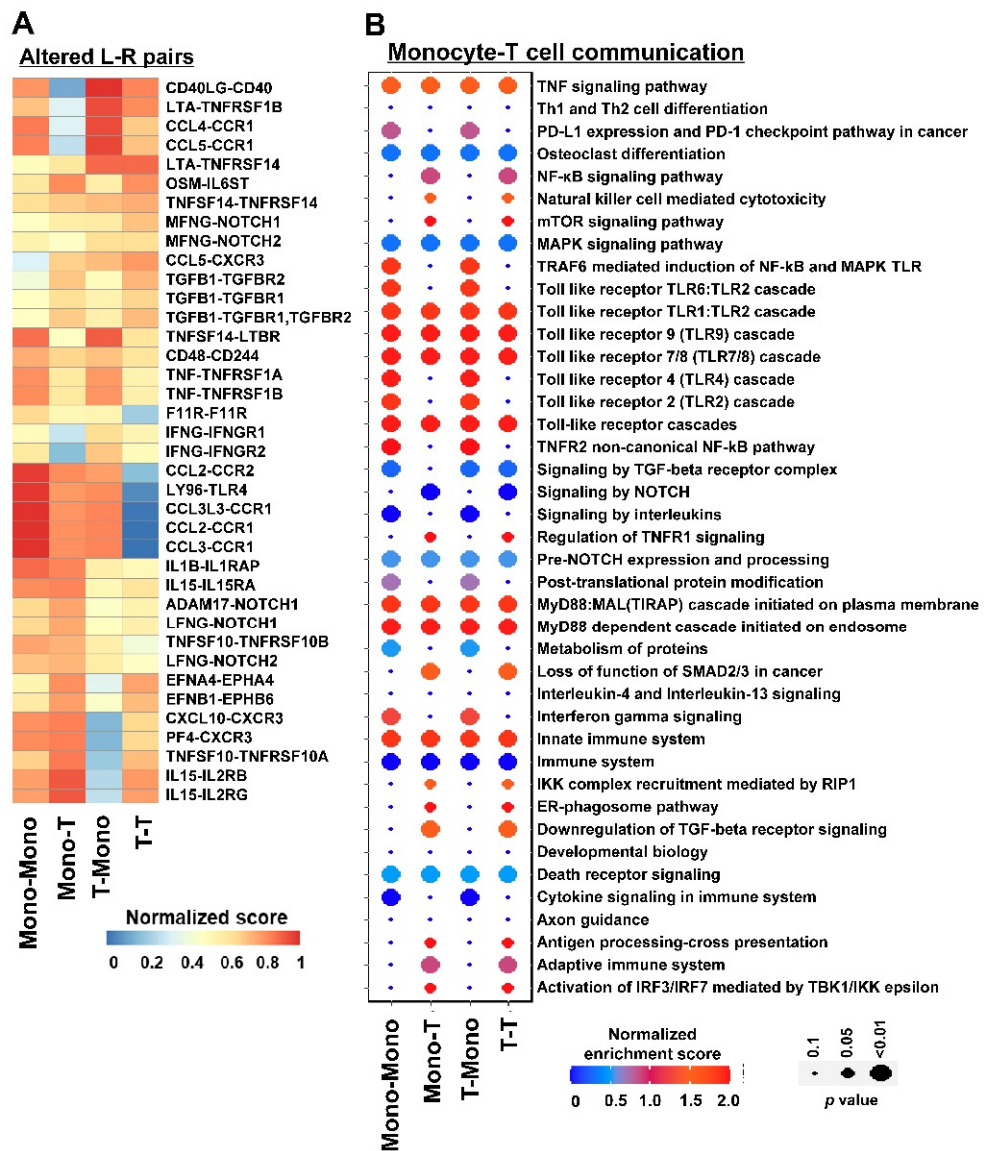 A
B
Altered L-R pairs
Monocyte-T cell communication
CD40LG-CD40
LTA-TNFRSF1B
CCL4-CCR1
CCL5-CCR1
LTA-TNFRSF14
OSM-IL6ST
TNFSF14-TNFRSF14
MFNG-NOTCH1
MFNG-NOTCH2
CCL5-CXCR3
TGFB1-TGFBR2
TGFB1-TGFBR1
TGFB1-TGFBR1,TGFBR2
TNFSF14-LTBR
CD48-CD244
TNF-TNFRSF1A
TNF-TNFRSF1B
F11R-F11R
IFNG-IFNGR1
IFNG-IFNGR2
CCL2-CCR2
LY96-TLR4
CCL3L3-CCR1
CCL2-CCR1
CCL3-CCR1
IL1B-IL1RAP
IL15-IL15RA
ADAM17-NOTCH1
LFNG-NOTCH1
TNFSF10-TNFRSF10B
LFNG-NOTCH2
EFNA4-EPHA4
EFNB1-EPHB6
CXCL10-CXCR3
PF4-CXCR3
TNFSF10-TNFRSF10A
IL15-IL2RB
IL15-IL2RG
Mono-Mono
Mono-T
T-Mono
T-T
Normalized score
0 0.2 0.4 0.6 0.8 1
TNF signaling pathway
Th1 and Th2 cell differentiation
PD-L1 expression and PD-1 checkpoint pathway in cancer
Osteoclast differentiation
NF-κB signaling pathway
Natural killer cell mediated cytotoxicity
mTOR signaling pathway
MAPK signaling pathway
TRAF6 mediated induction of NF-kB and MAPK TLR
Toll like receptor TLR6:TLR2 cascade
Toll like receptor TLR1:TLR2 cascade
Toll like receptor 9 (TLR9) cascade
Toll like receptor 7/8 (TLR7/8) cascade
Toll like receptor 4 (TLR4) cascade
Toll like receptor 2 (TLR2) cascade
Toll-like receptor cascades
TNFR2 non-canonical NF-kB pathway
Signaling by TGF-beta receptor complex
Signaling by NOTCH
Signaling by interleukins
Regulation of TNFR1 signaling
Pre-NOTCH expression and processing
Post-translational protein modification
MyD88:MAL(TIRAP) cascade initiated on plasma membrane
MyD88 dependent cascade initiated on endosome
Metabolism of proteins
Loss of function of SMAD2/3 in cancer
Interleukin-4 and Interleukin-13 signaling
Interferon gamma signaling
Innate immune system
Immune system
IKK complex recruitment mediated by RIP1
ER-phagosome pathway
Downregulation of TGF-beta receptor signaling
Developmental biology
Death receptor signaling
Cytokine signaling in immune system
Axon guidance
Antigen processing-cross presentation
Adaptive immune system
Activation of IRF3/IRF7 mediated by TBK1/IKK epsilon
Mono-Mono
Mono-T
T-Mono
T-T
Normalized
enrichment score
0 0.5 1.0 1.5 2.0
0.1
0.05
<0.01
p value